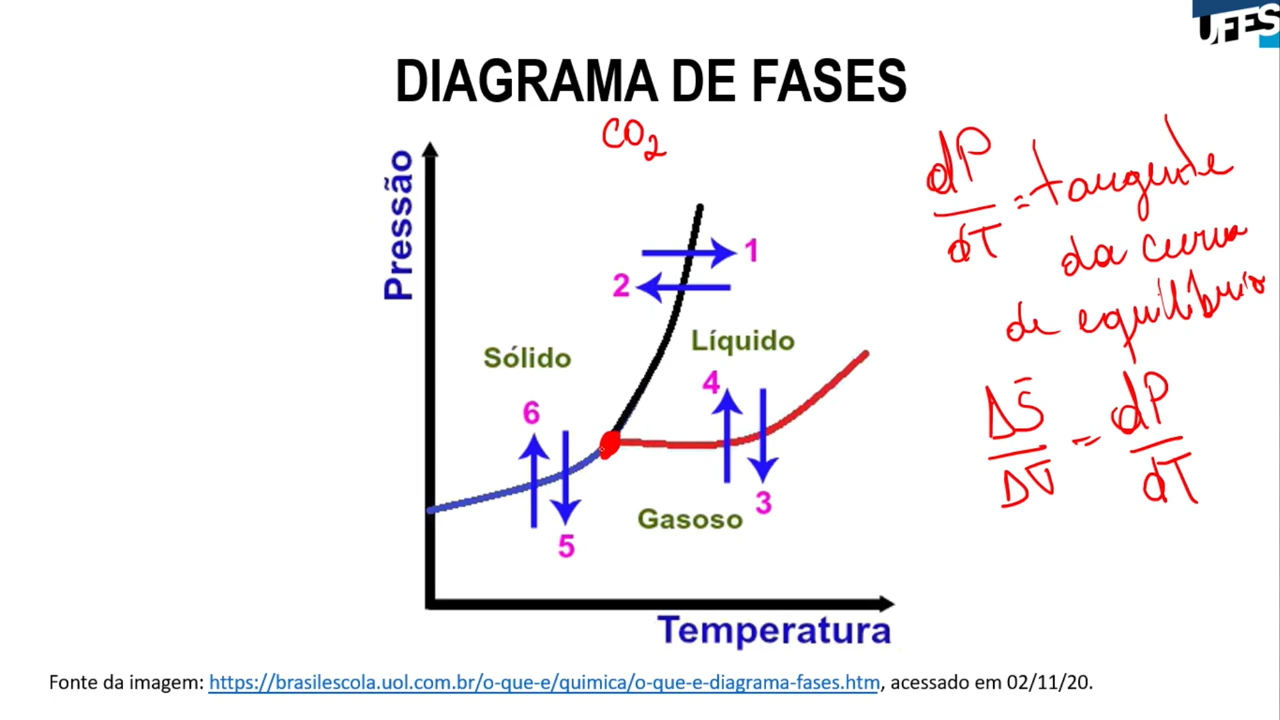 UFES
DIAGRAMA DE FASES
CO2
Pressão
1
2
Líquido
Sólido
4
6
3
Gasoso
5
Temperatura
dP/dT = tangente
da curva
de equilíbrio
ΔS̄/ΔV̄ = dP/dT
Fonte da imagem: https://brasilescola.uol.com.br/o-que-e/quimica/o-que-e-diagrama-fases.htm, acessado em 02/11/20.